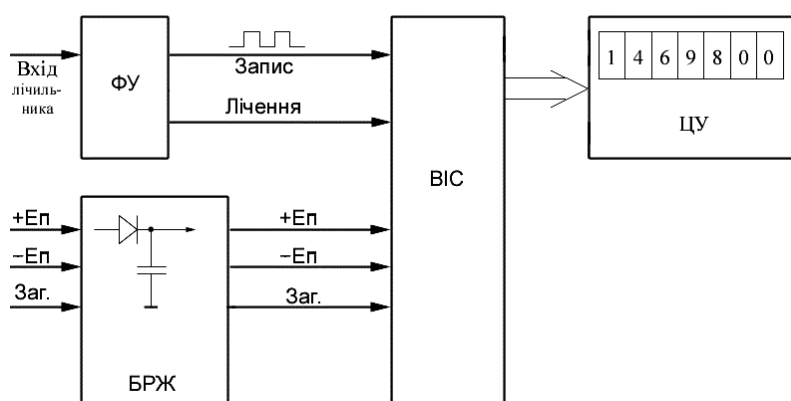 Вхід
лічиль-
ника
ФУ
Запис
Лічення
ВІС
1 4 6 9 8 0 0
ЦУ
+Еп
−Еп
Заг.
БРЖ
+Еп
−Еп
Заг.